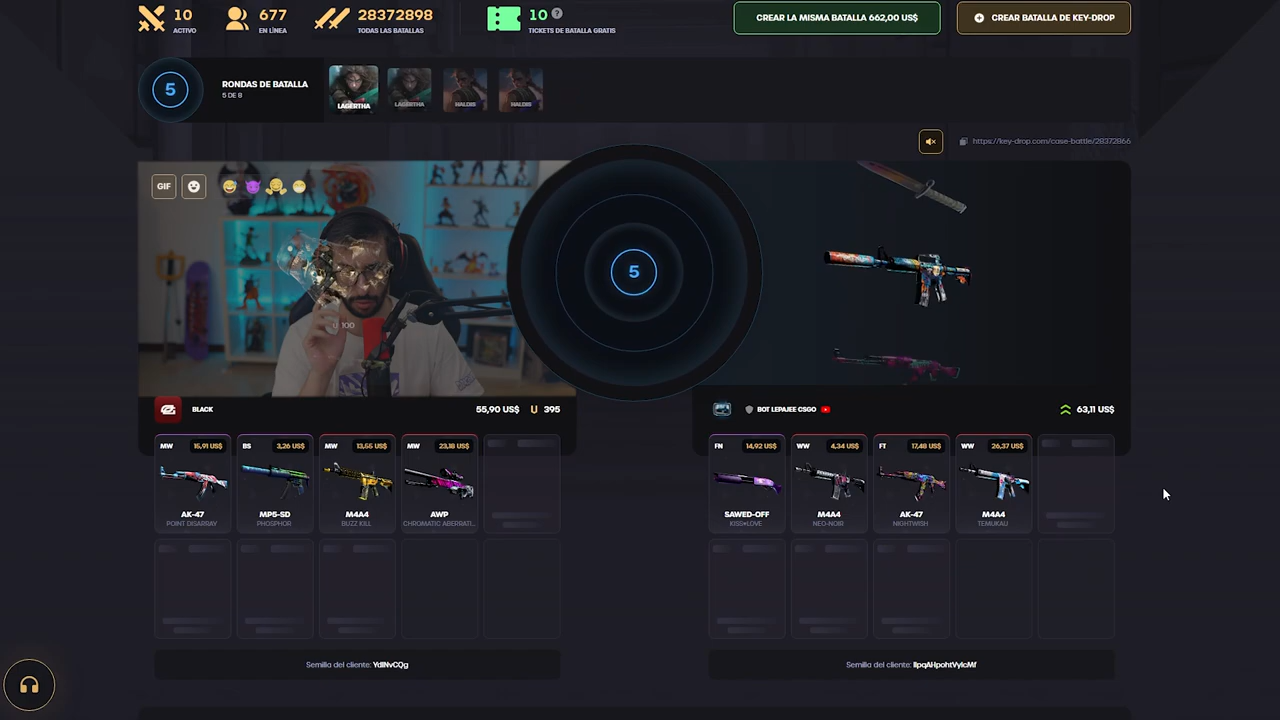 10
ACTIVO
677
EN LÍNEA
28372898
TODAS LAS BATALLAS
10 ?
TICKETS DE BATALLA GRATIS
CREAR LA MISMA BATALLA 662,00 US$
CREAR BATALLA DE KEY-DROP
5
RONDAS DE BATALLA
5 DE 8
LAGERTHA
LAGERTHA
HALDIS
HALDIS
https://key-drop.com/case-battle/28372866
GIF
100
5
BLACK
55,90 US$
395
BOT LEPAJEE CSGO
63,11 US$
MW
15,91 US$
AK-47
POINT DISARRAY
BS
3,26 US$
MP5-SD
PHOSPHOR
MW
13,55 US$
M4A4
BUZZ KILL
MW
23,18 US$
AWP
CHROMATIC ABERRATI...
FN
14,92 US$
SAWED-OFF
KISS♥LOVE
WW
4,34 US$
M4A4
NEO-NOIR
FT
17,48 US$
AK-47
NIGHTWISH
WW
26,37 US$
M4A4
TEMUKAU
Semilla del cliente: YdlNvCQg
Semilla del cliente: